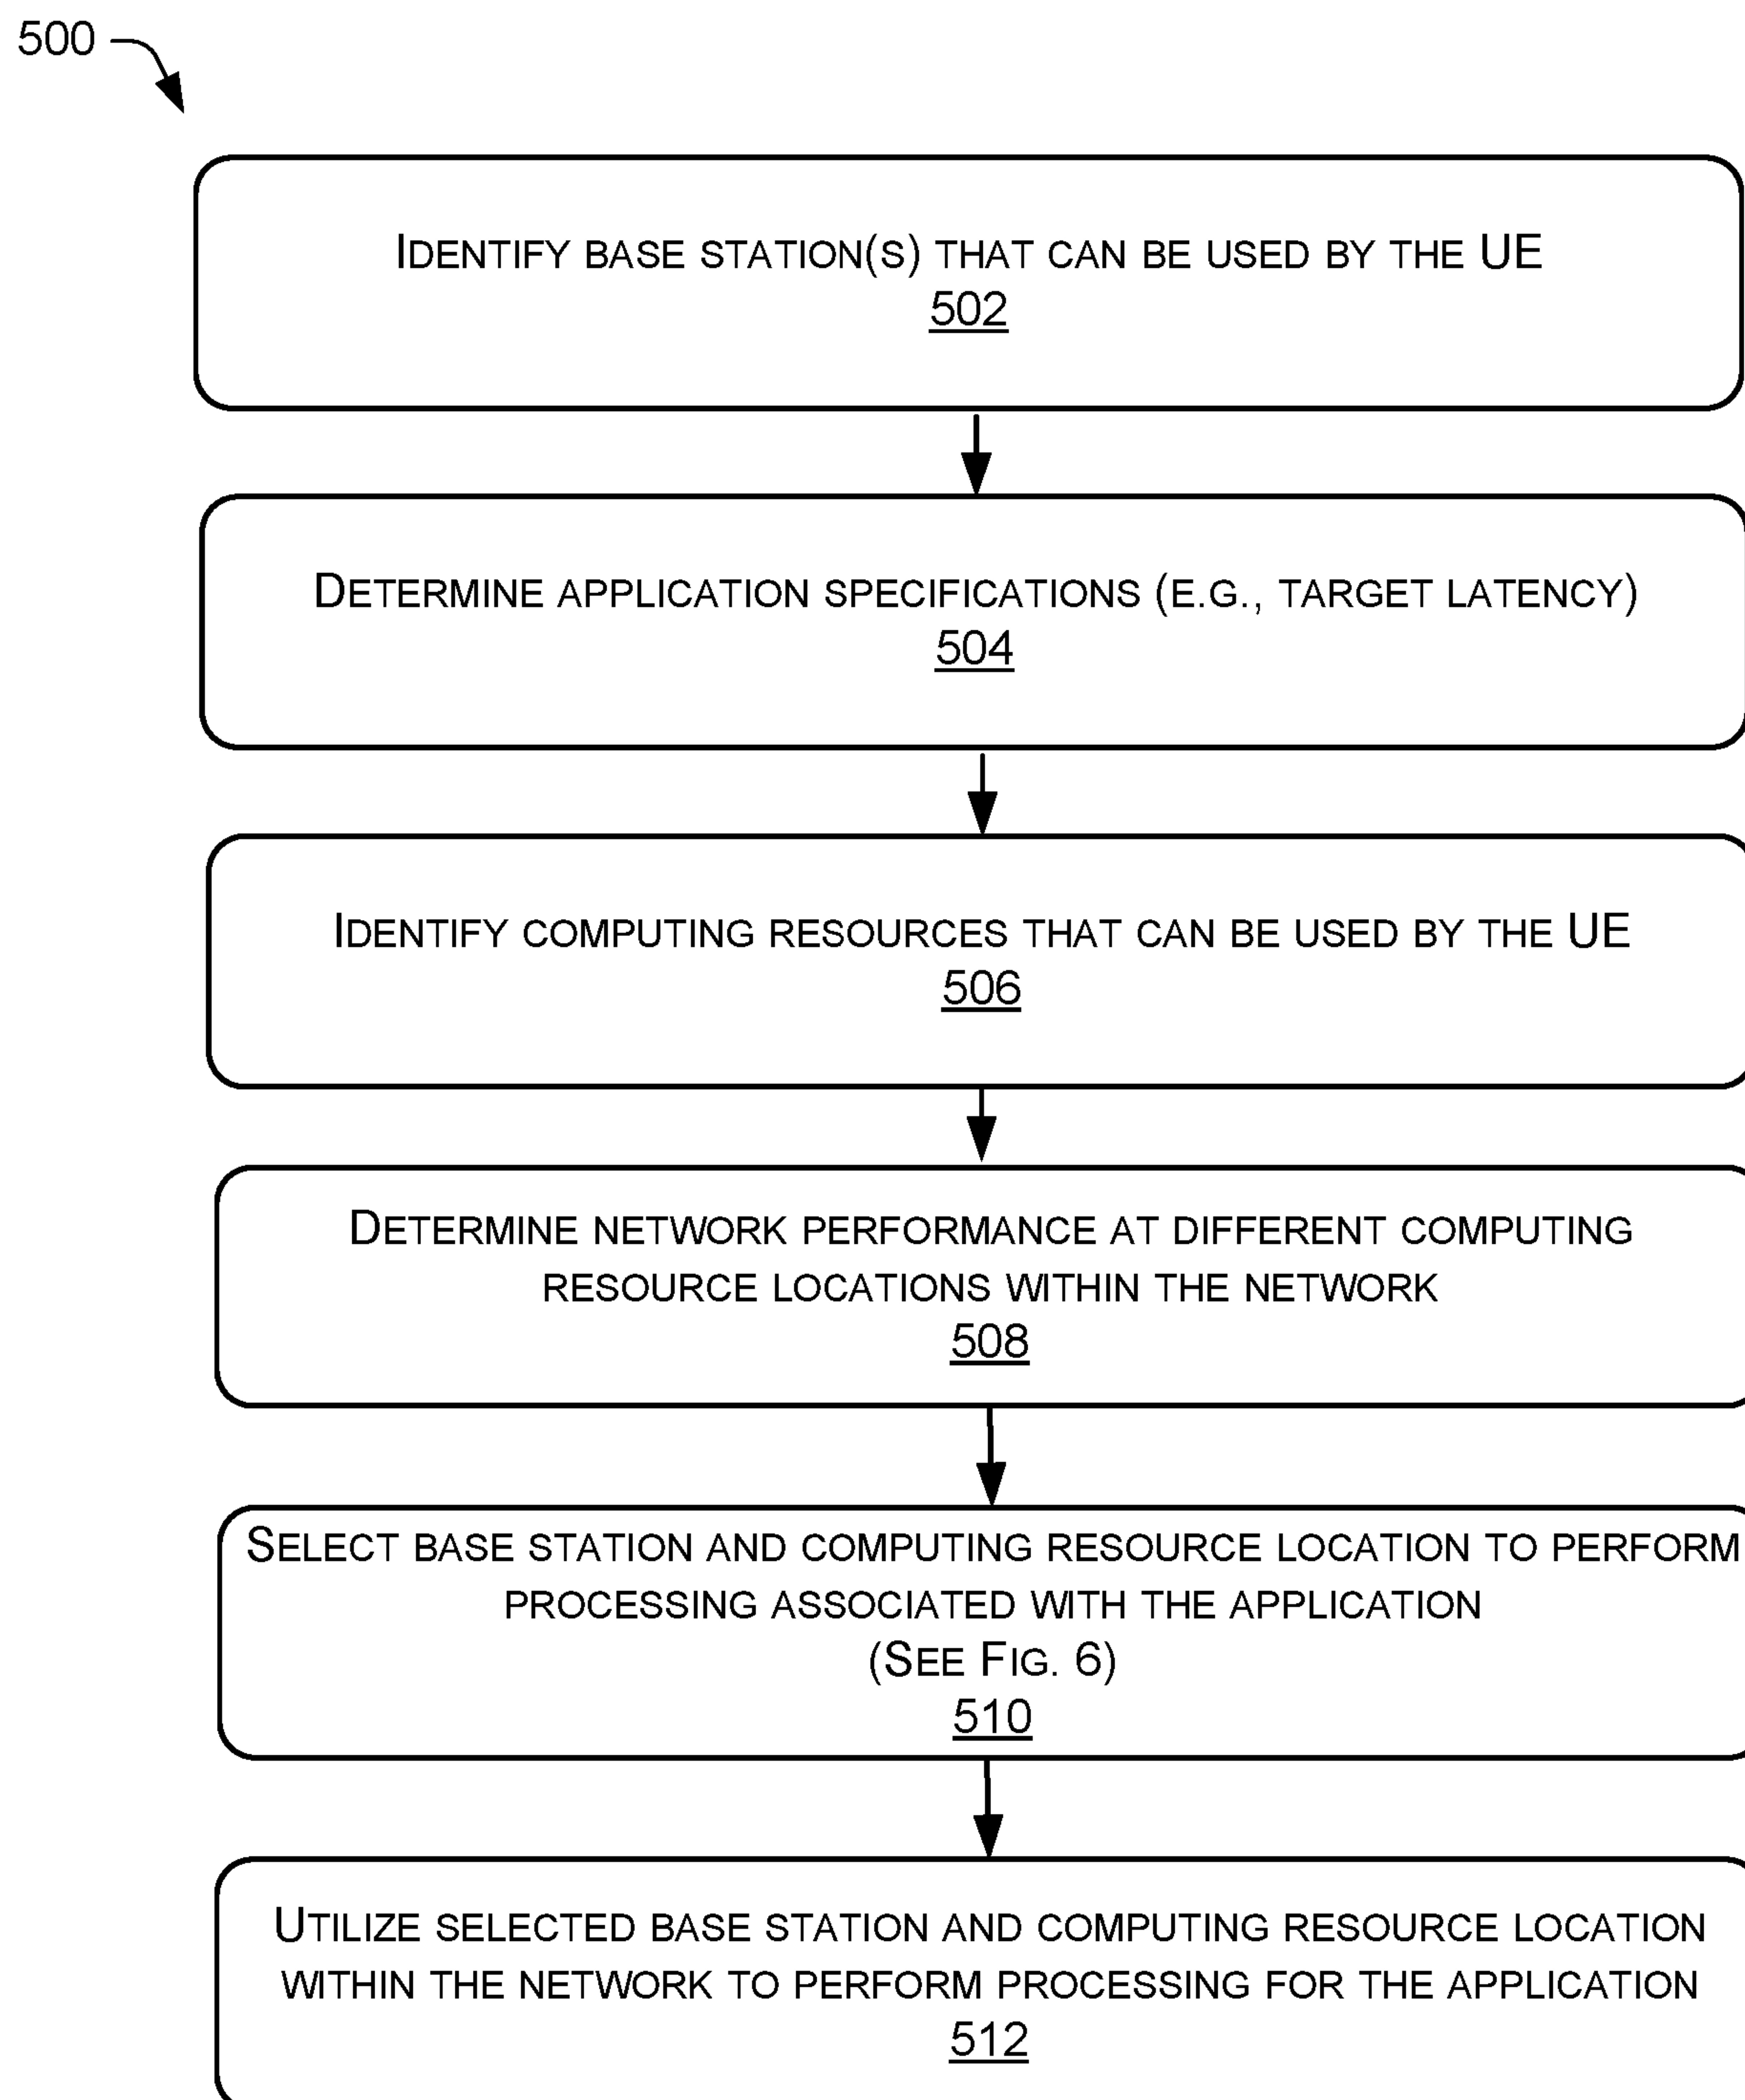 500
IDENTIFY BASE STATION(S) THAT CAN BE USED BY THE UE
502
DETERMINE APPLICATION SPECIFICATIONS (E.G., TARGET LATENCY)
504
IDENTIFY COMPUTING RESOURCES THAT CAN BE USED BY THE UE
506
DETERMINE NETWORK PERFORMANCE AT DIFFERENT COMPUTING
RESOURCE LOCATIONS WITHIN THE NETWORK
508
SELECT BASE STATION AND COMPUTING RESOURCE LOCATION TO PERFORM
PROCESSING ASSOCIATED WITH THE APPLICATION
(SEE FIG. 6)
510
UTILIZE SELECTED BASE STATION AND COMPUTING RESOURCE LOCATION
WITHIN THE NETWORK TO PERFORM PROCESSING FOR THE APPLICATION
512